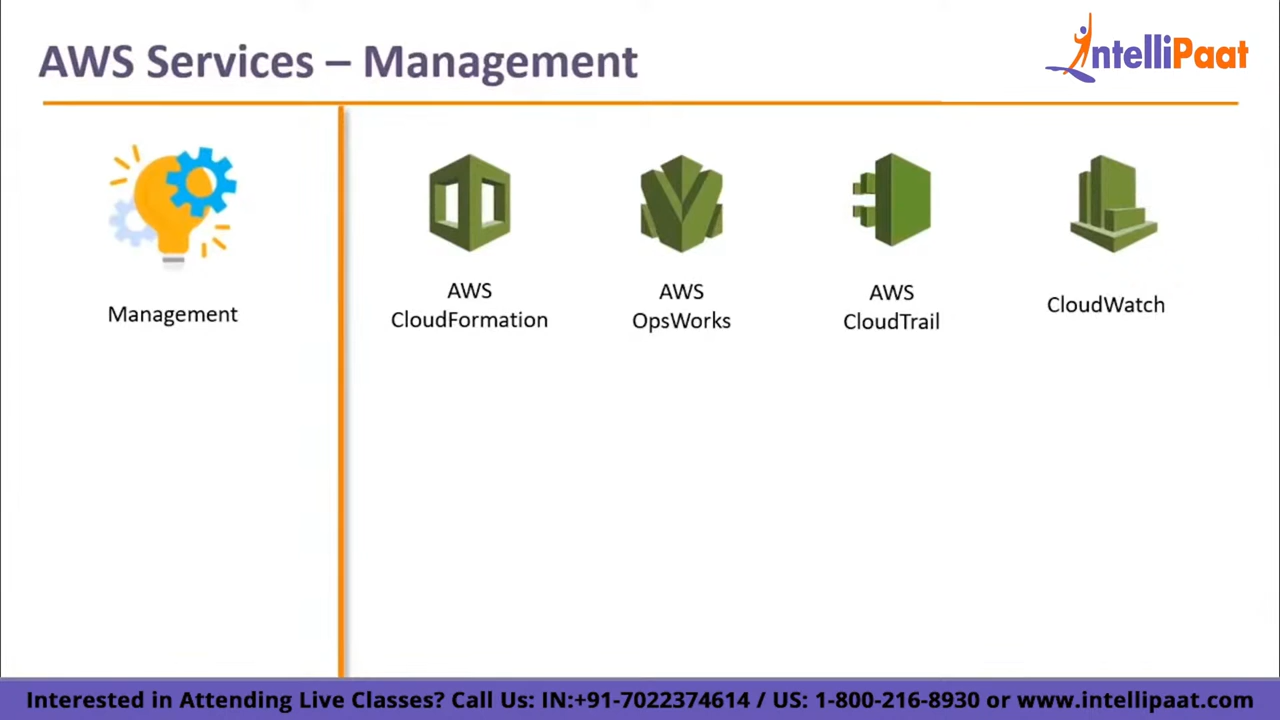 AWS Services – Management
IntelliPaat
Management
AWS
CloudFormation
AWS
OpsWorks
AWS
CloudTrail
CloudWatch
Interested in Attending Live Classes? Call Us: IN:+91-7022374614 / US: 1-800-216-8930 or www.intellipaat.com